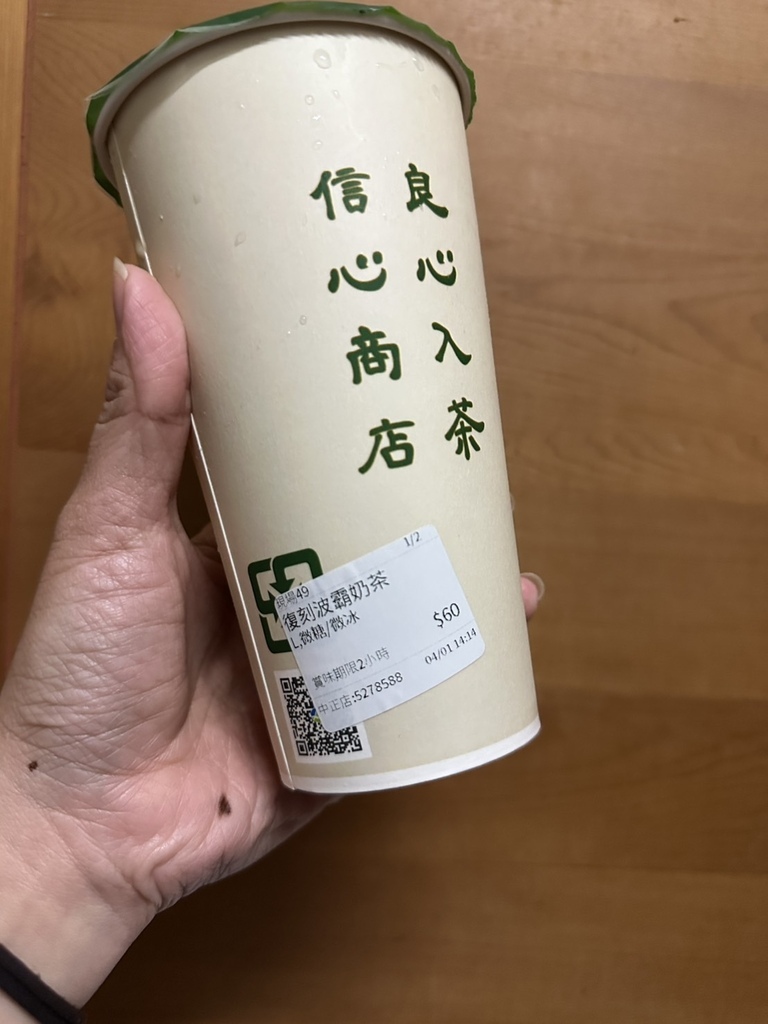 良心入茶
信心商店
1/2
現場49
復刻波霸奶茶
L,微糖/微冰
$60
賞味期限2小時
04/01 14:14
中正店:5278588